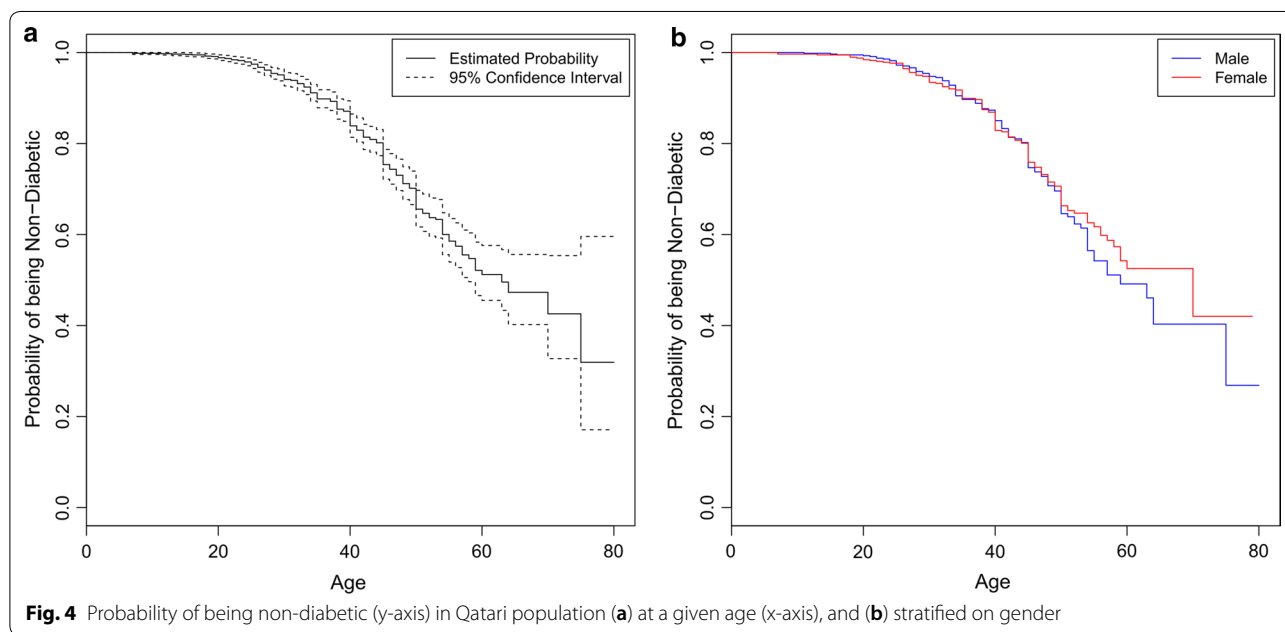 a
Estimated Probability
95% Confidence Interval
Probability of being Non−Diabetic
1.0
0.8
0.6
0.4
0.2
0.0
0 20 40 60 80
Age
b
Male
Female
Probability of being Non−Diabetic
1.0
0.8
0.6
0.4
0.2
0.0
0 20 40 60 80
Age
Fig. 4 Probability of being non-diabetic (y-axis) in Qatari population (a) at a given age (x-axis), and (b) stratified on gender